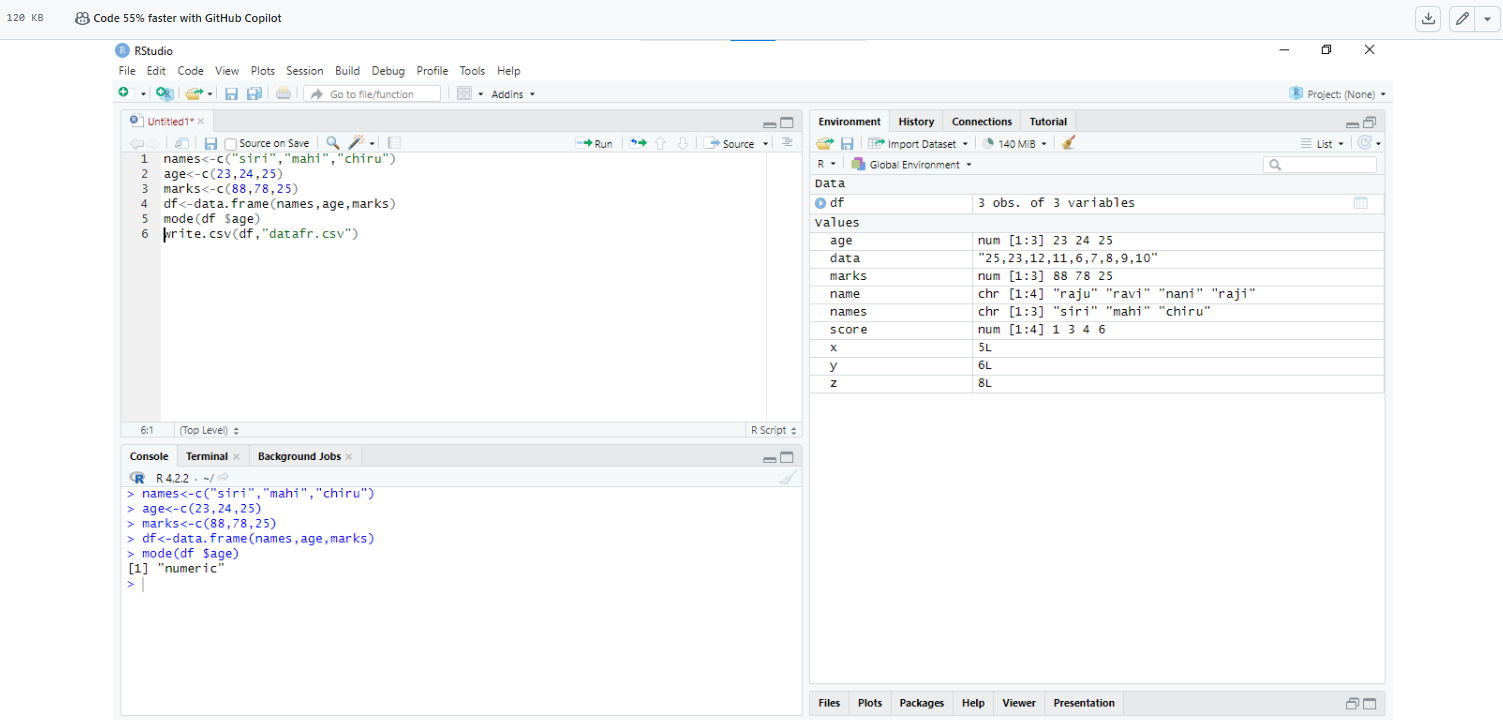 120 KB Code 55% faster with GitHub Copilot
RStudio
File Edit Code View Plots Session Build Debug Profile Tools Help
Go to file/function Addins Project: (None)
Untitled1*
Source on Save Run Source
1 names<-c("siri","mahi","chiru")
2 age<-c(23,24,25)
3 marks<-c(88,78,25)
4 df<-data.frame(names,age,marks)
5 mode(df $age)
6 write.csv(df,"datafr.csv")
6:1 (Top Level) R Script
Console Terminal Background Jobs
R 4.2.2 · ~/
> names<-c("siri","mahi","chiru")
> age<-c(23,24,25)
> marks<-c(88,78,25)
> df<-data.frame(names,age,marks)
> mode(df $age)
[1] "numeric"
>
Environment History Connections Tutorial
Import Dataset 140 MiB List
R Global Environment
Data
df 3 obs. of 3 variables
Values
age num [1:3] 23 24 25
data "25,23,12,11,6,7,8,9,10"
marks num [1:3] 88 78 25
name chr [1:4] "raju" "ravi" "nani" "raji"
names chr [1:3] "siri" "mahi" "chiru"
score num [1:4] 1 3 4 6
x 5L
y 6L
z 8L
Files Plots Packages Help Viewer Presentation